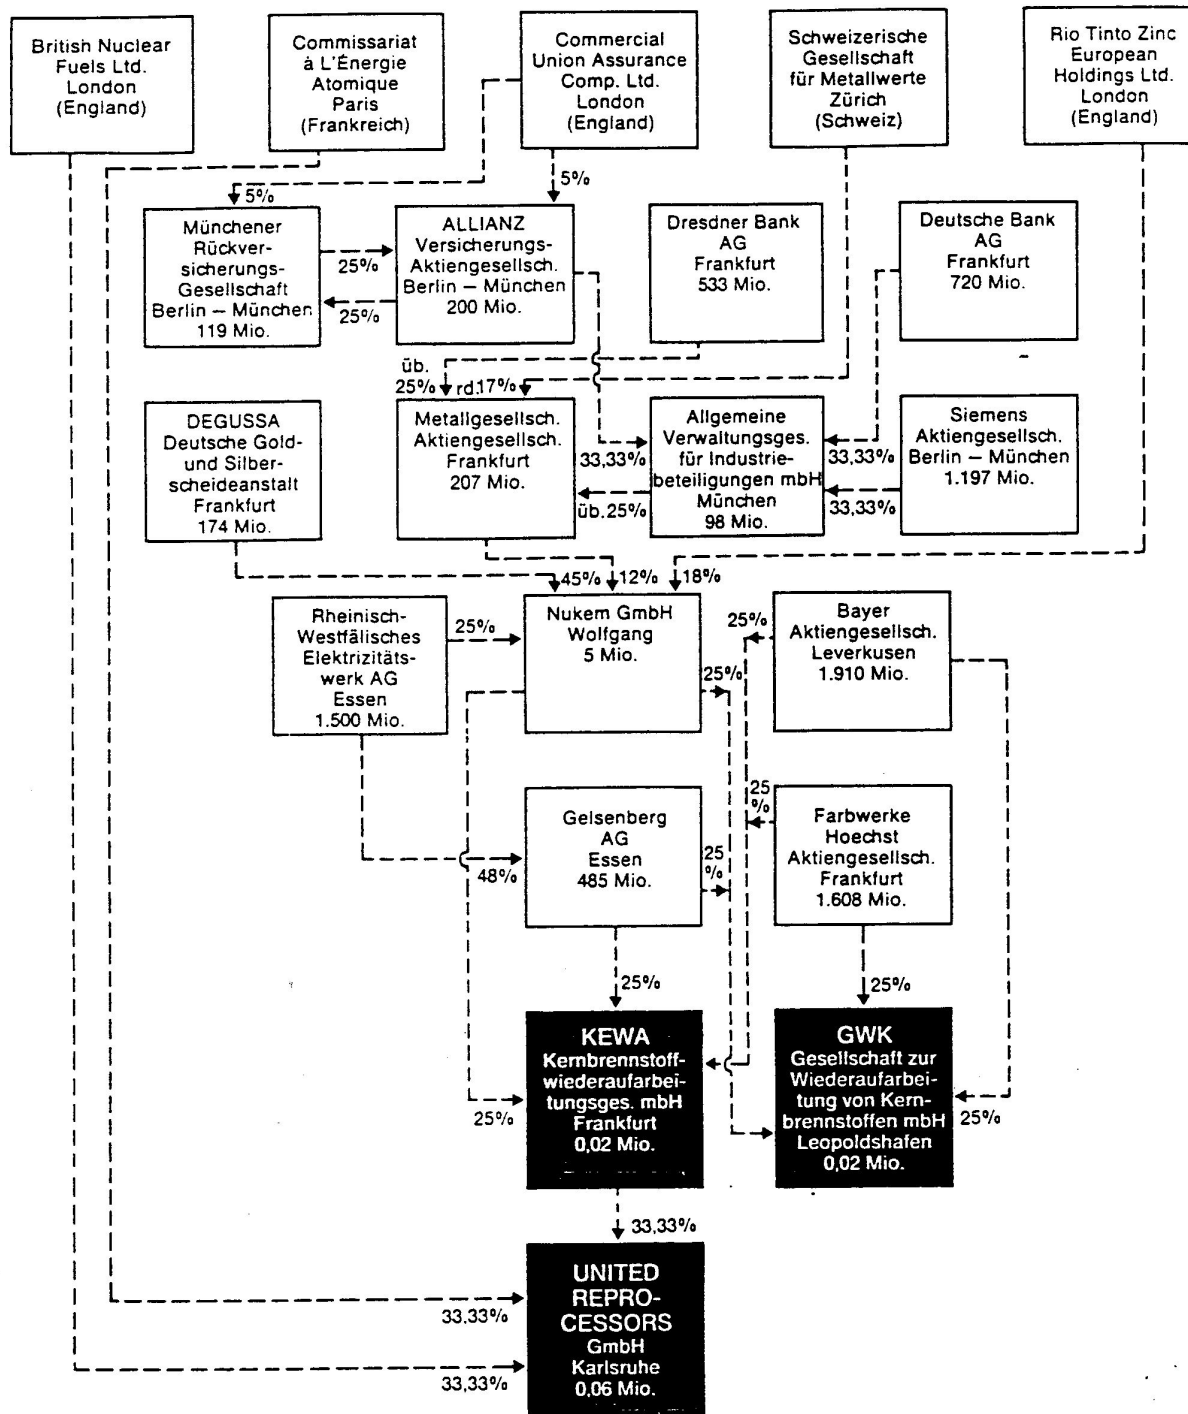 British Nuclear
Fuels Ltd.
London
(England)
Commissariat
à L'Énergie
Atomique
Paris
(Frankreich)
Commercial
Union Assurance
Comp. Ltd.
London
(England)
Schweizerische
Gesellschaft
für Metallwerte
Zürich
(Schweiz)
Rio Tinto Zinc
European
Holdings Ltd.
London
(England)
5%
5%
Münchener
Rückver-
sicherungs-
Gesellschaft
Berlin – München
119 Mio.
25%
25%
ALLIANZ
Versicherungs-
Aktiengesellsch.
Berlin – München
200 Mio.
Dresdner Bank
AG
Frankfurt
533 Mio.
Deutsche Bank
AG
Frankfurt
720 Mio.
üb.
25%
rd.17%
DEGUSSA
Deutsche Gold-
und Silber-
scheideanstalt
Frankfurt
174 Mio.
Metallgesellsch.
Aktiengesellsch.
Frankfurt
207 Mio.
33,33%
üb.25%
Allgemeine
Verwaltungsges.
für Industrie-
beteiligungen mbH
München
98 Mio.
33,33%
33,33%
Siemens
Aktiengesellsch.
Berlin – München
1.197 Mio.
45%
12%
18%
Rheinisch-
Westfälisches
Elektrizitäts-
werk AG
Essen
1.500 Mio.
25%
Nukem GmbH
Wolfgang
5 Mio.
25%
25%
Bayer
Aktiengesellsch.
Leverkusen
1.910 Mio.
48%
Gelsenberg
AG
Essen
485 Mio.
25
%
25
%
Farbwerke
Hoechst
Aktiengesellsch.
Frankfurt
1.608 Mio.
25%
25%
KEWA
Kernbrennstoff-
wiederaufarbei-
tungsges. mbH
Frankfurt
0,02 Mio.
25%
GWK
Gesellschaft zur
Wiederaufarbei-
tung von Kern-
brennstoffen mbH
Leopoldshafen
0,02 Mio.
25%
33,33%
UNITED
REPRO-
CESSORS
GmbH
Karlsruhe
0,06 Mio.
33,33%
33,33%